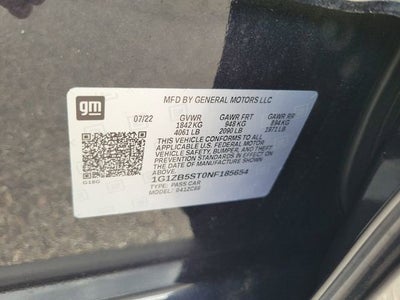 gm
MFD BY GENERAL MOTORS LLC
07/22 GVWR GAWR FRT GAWR RR
1842 KG 948 KG 894 KG
4061 LB 2090 LB 1971 LB
THIS VEHICLE CONFORMS TO ALL
APPLICABLE U.S. FEDERAL MOTOR
VEHICLE SAFETY, BUMPER, AND THEFT
PREVENTION STANDARDS IN EFFECT ON
THE DATE OF MANUFACTURE SHOWN
ABOVE.
1G1ZB5ST0NF185654
TYPE: PASS CAR